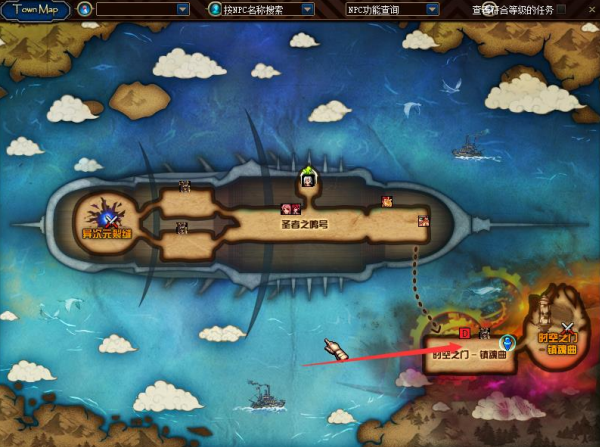 Town Map
按NPC名称搜索
NPC功能查询
查看符合等级的任务
异次元裂缝
圣者之鸣号
D
时空之门 - 镇魂曲
时空之门
- 镇魂曲